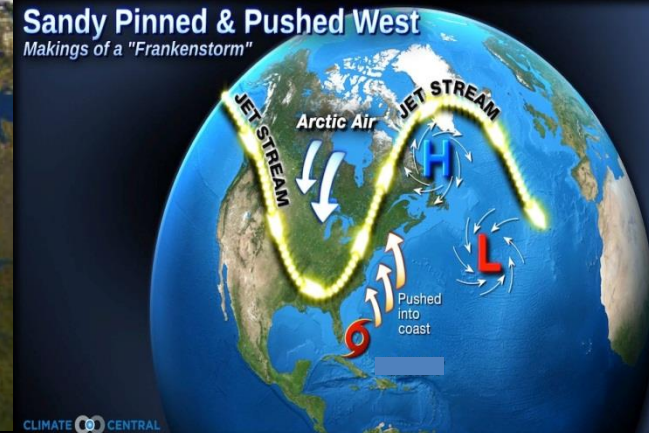 Sandy Pinned & Pushed West
Makings of a "Frankenstorm"
JET STREAM
Arctic Air
JET STREAM
H
L
Pushed
into
coast
CLIMATE CENTRAL